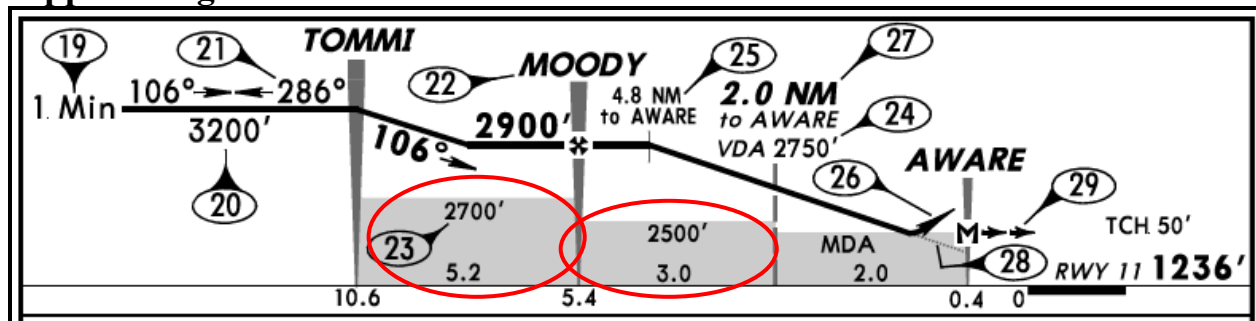 19
21
TOMMI
22
MOODY
25
27
1 Min
106°
286°
4.8 NM
to AWARE
2.0 NM
to AWARE
3200'
2900'
106°
VDA 2750'
24
AWARE
20
26
29
2700'
23
2500'
MDA
M
TCH 50'
28
5.2
3.0
2.0
RWY 11 1236'
10.6
5.4
0.4
0